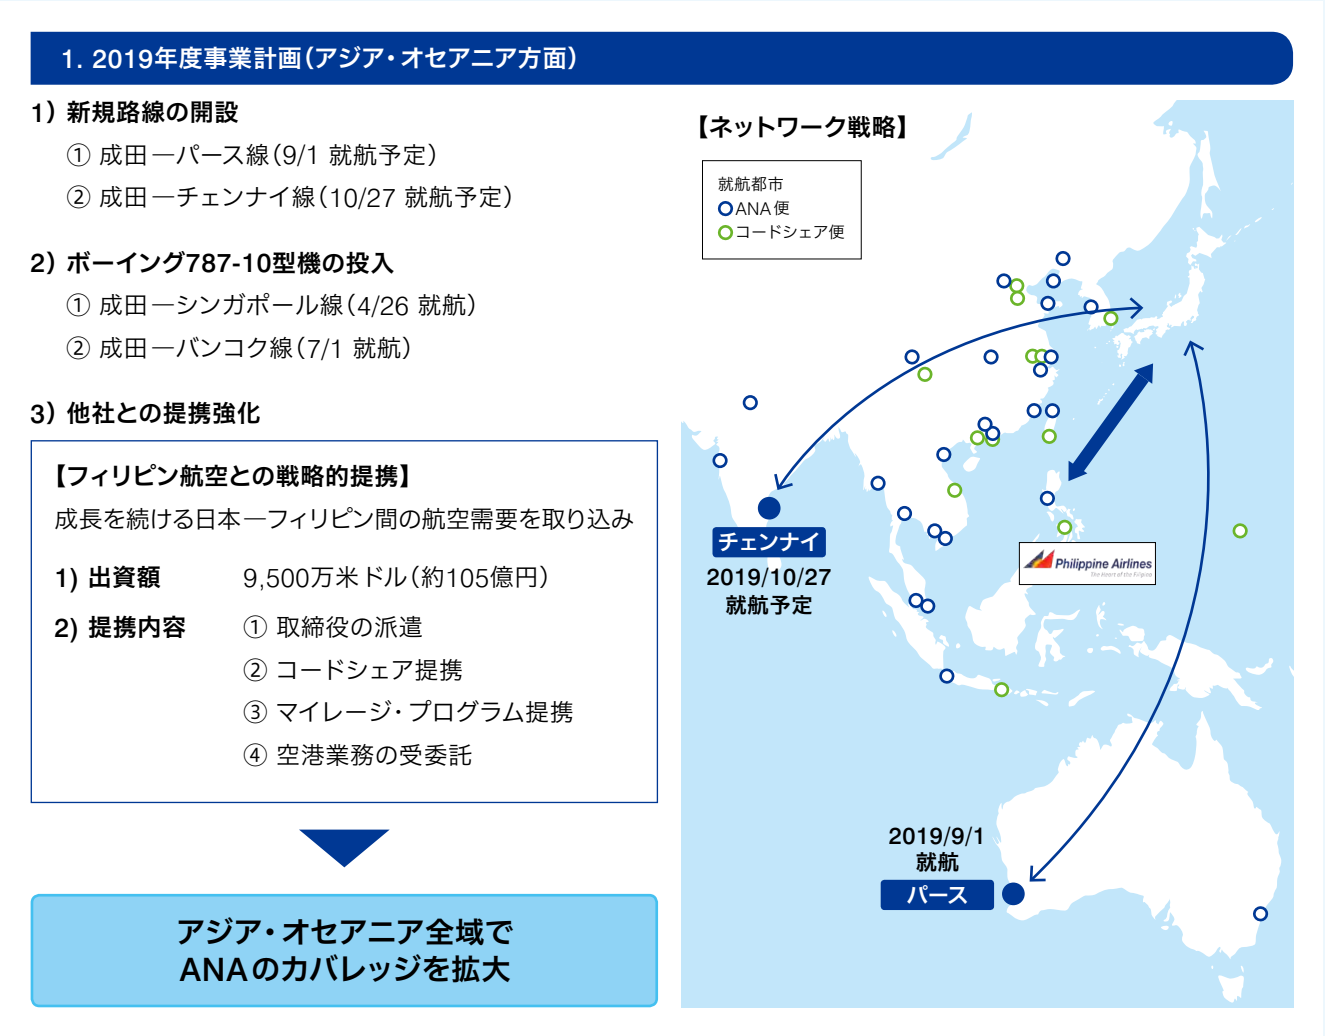 1. 2019年度事業計画（アジア・オセアニア方面）
1）新規路線の開設
① 成田―パース線（9/1 就航予定）
② 成田―チェンナイ線（10/27 就航予定）
2）ボーイング787-10型機の投入
① 成田―シンガポール線（4/26 就航）
② 成田―バンコク線（7/1 就航）
3）他社との提携強化
【フィリピン航空との戦略的提携】
成長を続ける日本―フィリピン間の航空需要を取り込み
1) 出資額 9,500万米ドル（約105億円）
2) 提携内容 ① 取締役の派遣
② コードシェア提携
③ マイレージ・プログラム提携
④ 空港業務の受委託
アジア・オセアニア全域で
ANAのカバレッジを拡大
【ネットワーク戦略】
就航都市
ANA便
コードシェア便
チェンナイ
2019/10/27
就航予定
Philippine Airlines
The Heart of the Filipino
2019/9/1
就航
パース